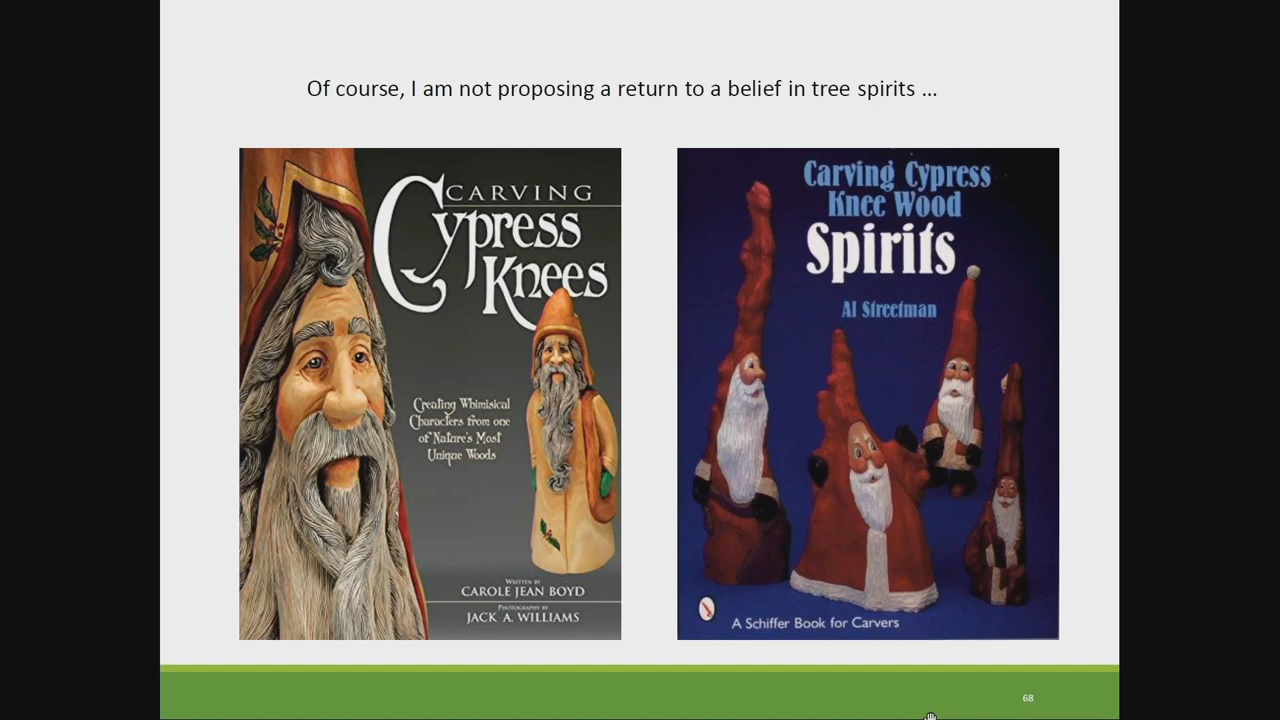 Of course, I am not proposing a return to a belief in tree spirits ...
CARVING
Cypress
Knees
Creating Whimisical
Characters from one
of Nature's Most
Unique Woods
WRITTEN BY
CAROLE JEAN BOYD
PHOTOGRAPHY BY
JACK A. WILLIAMS
Carving Cypress
Knee Wood
Spirits
Al Streetman
A Schiffer Book for Carvers
68